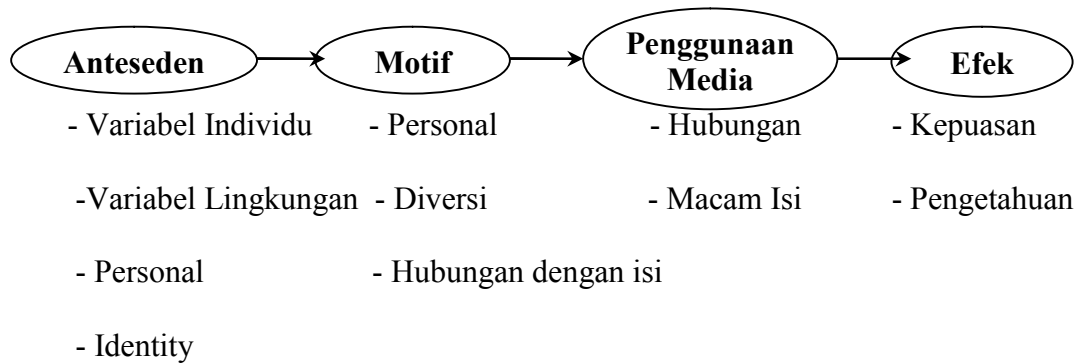 Anteseden Motif Penggunaan Media Efek
- Variabel Individu - Personal - Hubungan - Kepuasan
-Variabel Lingkungan - Diversi - Macam Isi - Pengetahuan
- Personal - Hubungan dengan isi
- Identity